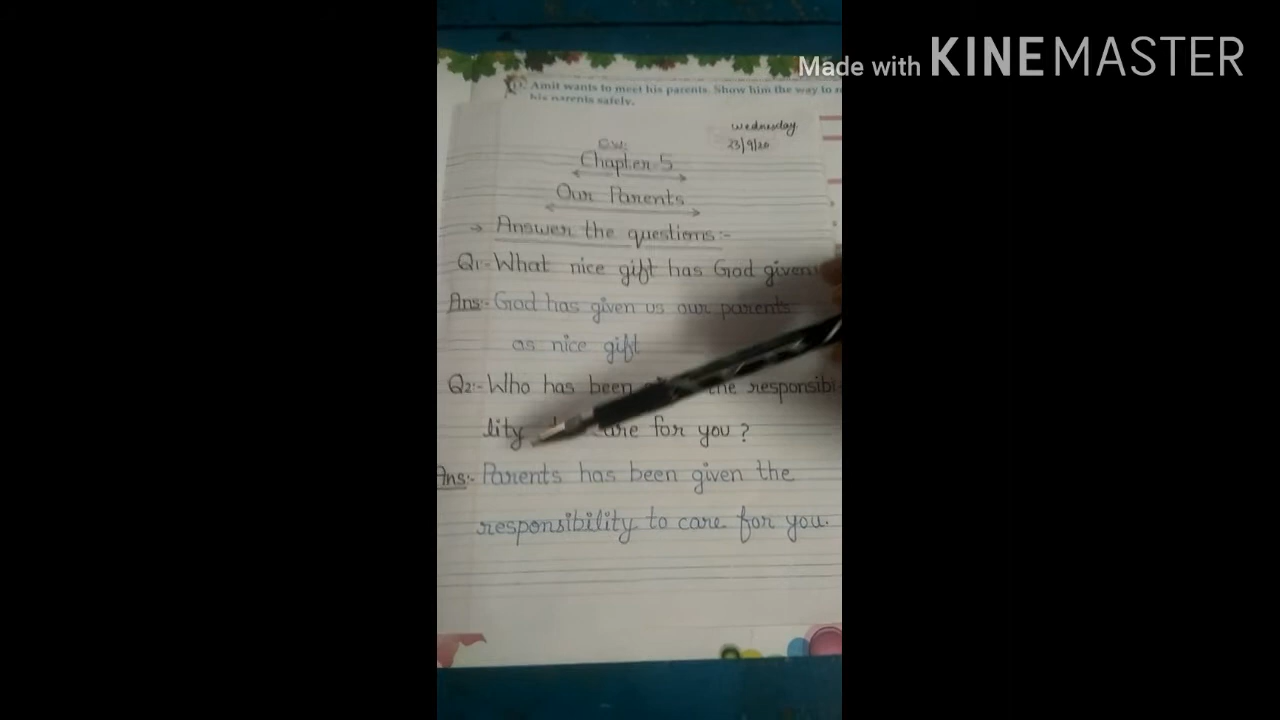 Made with KINEMASTER
Amit wants to meet his parents. Show him the way to
his parents safely.
Wednesday
23/9/20
C.W:
Chapter-5
Our Parents
→ Answer the questions:-
Q1:- What nice gift has God given
Ans:- God has given us our parents
as nice gift
Q2:- Who has been the responsibi-
lity care for you ?
Ans:- Parents has been given the
responsibility to care for you.